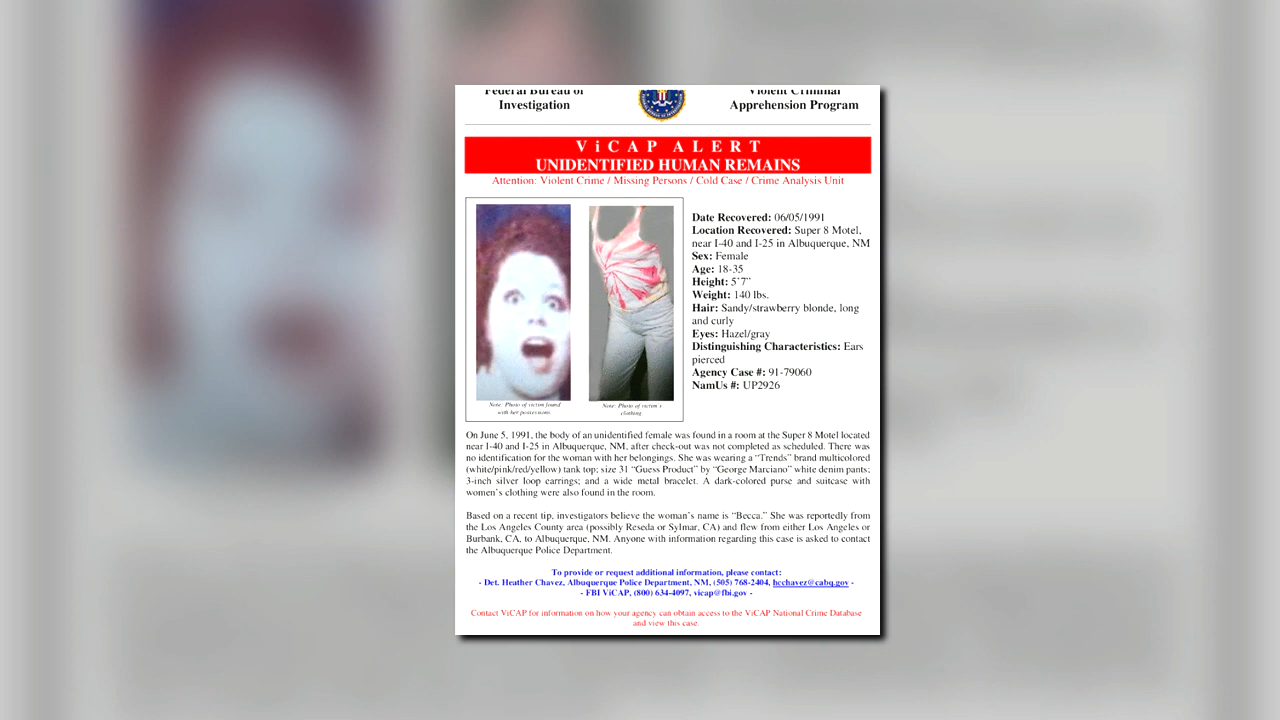 Federal Bureau of
Investigation
Violent Criminal
Apprehension Program
ViCAP ALERT
UNIDENTIFIED HUMAN REMAINS
Attention: Violent Crime / Missing Persons / Cold Case / Crime Analysis Unit
Note: Photo of victim found
with her possessions.
Note: Photo of victim's
clothing.
Date Recovered: 06/05/1991
Location Recovered: Super 8 Motel,
near I-40 and I-25 in Albuquerque, NM
Sex: Female
Age: 18-35
Height: 5'7"
Weight: 140 lbs.
Hair: Sandy/strawberry blonde, long
and curly
Eyes: Hazel/gray
Distinguishing Characteristics: Ears
pierced
Agency Case #: 91-79060
NamUs #: UP2926
On June 5, 1991, the body of an unidentified female was found in a room at the Super 8 Motel located
near I-40 and I-25 in Albuquerque, NM, after check-out was not completed as scheduled. There was
no identification for the woman with her belongings. She was wearing a “Trends” brand multicolored
(white/pink/red/yellow) tank top; size 31 “Guess Product” by “George Marciano” white denim pants;
3-inch silver loop earrings; and a wide metal bracelet. A dark-colored purse and suitcase with
women's clothing were also found in the room.
Based on a recent tip, investigators believe the woman's name is “Becca.” She was reportedly from
the Los Angeles County area (possibly Reseda or Sylmar, CA) and flew from either Los Angeles or
Burbank, CA, to Albuquerque, NM. Anyone with information regarding this case is asked to contact
the Albuquerque Police Department.
To provide or request additional information, please contact:
- Det. Heather Chavez, Albuquerque Police Department, NM, (505) 768-2404, hcchavez@cabq.gov -
- FBI ViCAP, (800) 634-4097, vicap@fbi.gov -
Contact ViCAP for information on how your agency can obtain access to the ViCAP National Crime Database
and view this case.